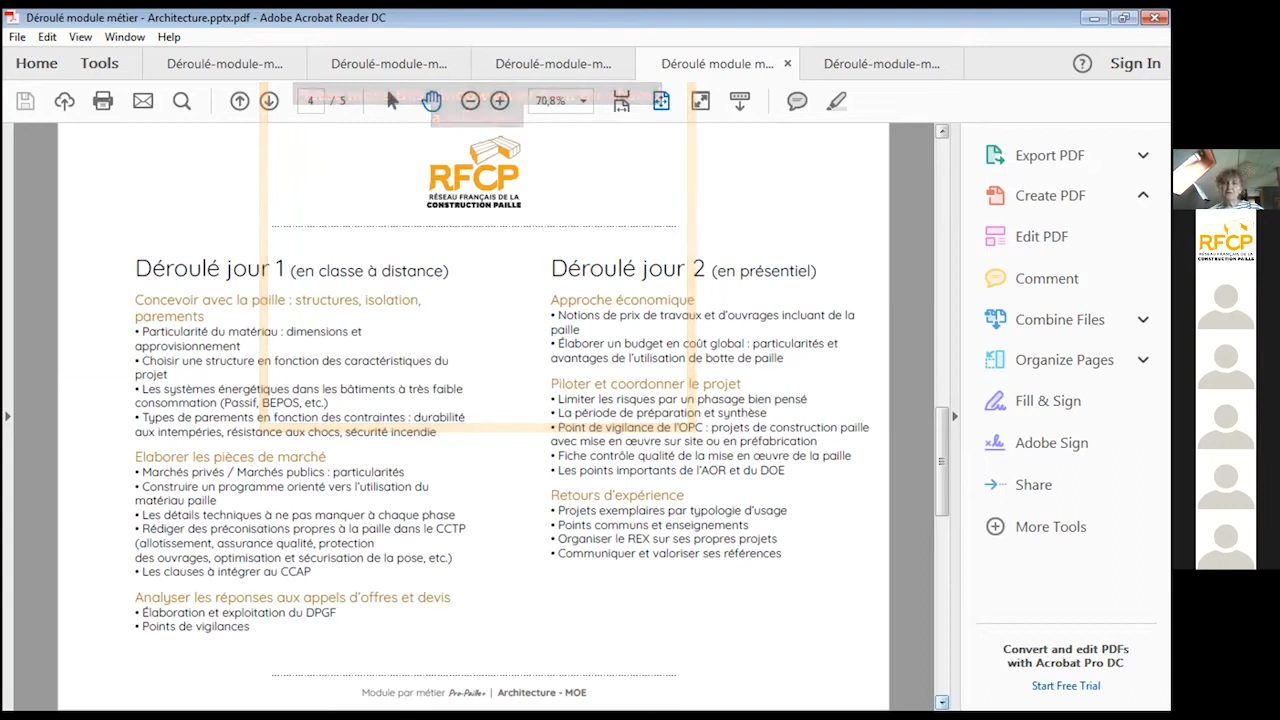 Déroulé module métier - Architecture.pptx.pdf - Adobe Acrobat Reader DC
File Edit View Window Help
Home Tools Déroulé-module-m... Déroulé-module-m... Déroulé-module-m... Déroulé module m... Déroulé-module-m... Sign In
4 / 5 70,8%
RFCP
RÉSEAU FRANÇAIS DE LA
CONSTRUCTION PAILLE
Déroulé jour 1 (en classe à distance)
Concevoir avec la paille : structures, isolation,
parements
• Particularité du matériau : dimensions et
approvisionnement
• Choisir une structure en fonction des caractéristiques du
projet
• Les systèmes énergétiques dans les bâtiments à très faible
consommation (Passif, BEPOS, etc.)
• Types de parements en fonction des contraintes : durabilité
aux intempéries, résistance aux chocs, sécurité incendie
Elaborer les pièces de marché
• Marchés privés / Marchés publics : particularités
• Construire un programme orienté vers l'utilisation du
matériau paille
• Les détails techniques à ne pas manquer à chaque phase
• Rédiger des préconisations propres à la paille dans le CCTP
(allotissement, assurance qualité, protection
des ouvrages, optimisation et sécurisation de la pose, etc.)
• Les clauses à intégrer au CCAP
Analyser les réponses aux appels d'offres et devis
• Élaboration et exploitation du DPGF
• Points de vigilances
Déroulé jour 2 (en présentiel)
Approche économique
• Notions de prix de travaux et d'ouvrages incluant de la
paille
• Élaborer un budget en coût global : particularités et
avantages de l'utilisation de botte de paille
Piloter et coordonner le projet
• Limiter les risques par un phasage bien pensé
• La période de préparation et synthèse
• Point de vigilance de l'OPC : projets de construction paille
avec mise en œuvre sur site ou en préfabrication
• Fiche contrôle qualité de la mise en œuvre de la paille
• Les points importants de l'AOR et du DOE
Retours d'expérience
• Projets exemplaires par typologie d'usage
• Points communs et enseignements
• Organiser le REX sur ses propres projets
• Communiquer et valoriser ses références
Module par métier Pro-Paille+ | Architecture - MOE
Export PDF
Create PDF
Edit PDF
Comment
Combine Files
Organize Pages
Fill & Sign
Adobe Sign
Share
More Tools
Convert and edit PDFs
with Acrobat Pro DC
Start Free Trial
RFCP
CONSTRUCTION PAILLE